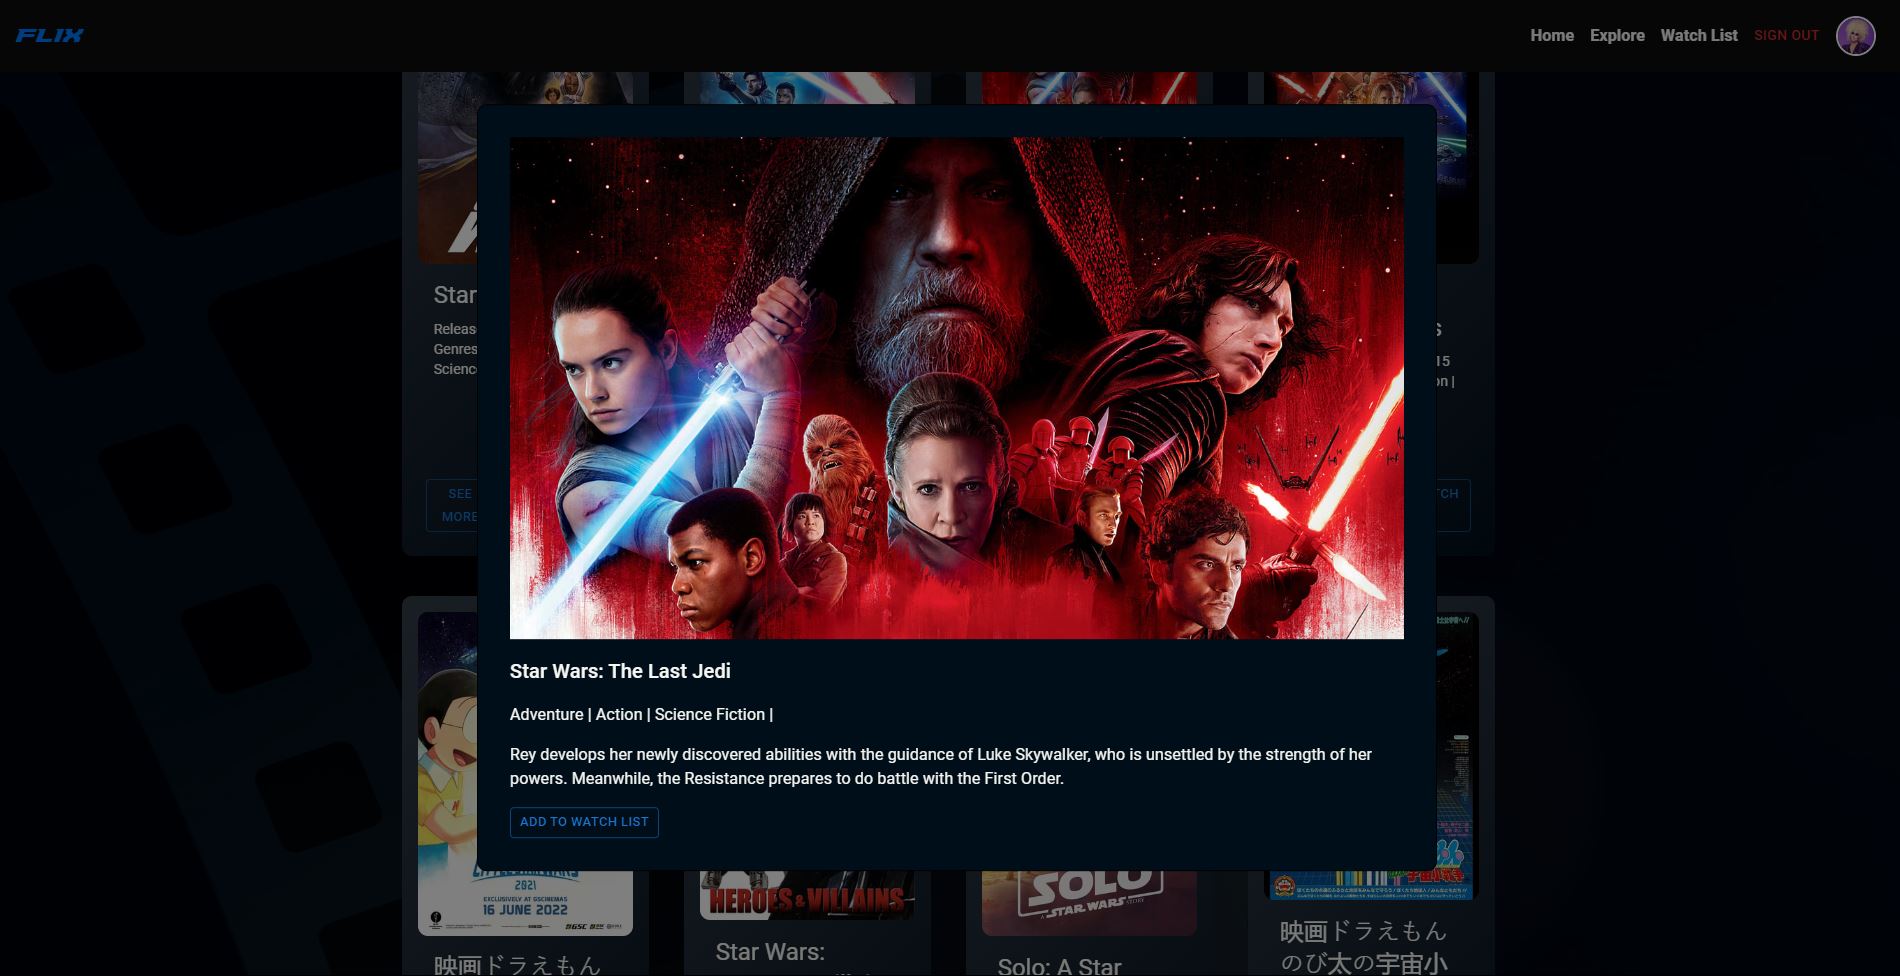 FLIX
Home Explore Watch List SIGN OUT
Star
Genres
SEE
MORE
15
Star Wars: The Last Jedi
Adventure | Action | Science Fiction |
Rey develops her newly discovered abilities with the guidance of Luke Skywalker, who is unsettled by the strength of her
powers. Meanwhile, the Resistance prepares to do battle with the First Order.
ADD TO WATCH LIST
2021
EXCLUSIVELY AT GSCINEMAS
16 JUNE 2022
GSC
HEROES & VILLAINS
SOLO
A STAR WARS STORY
映画ドラえもん
Star Wars:
Solo: A Star
映画ドラえもん
のび太の宇宙小